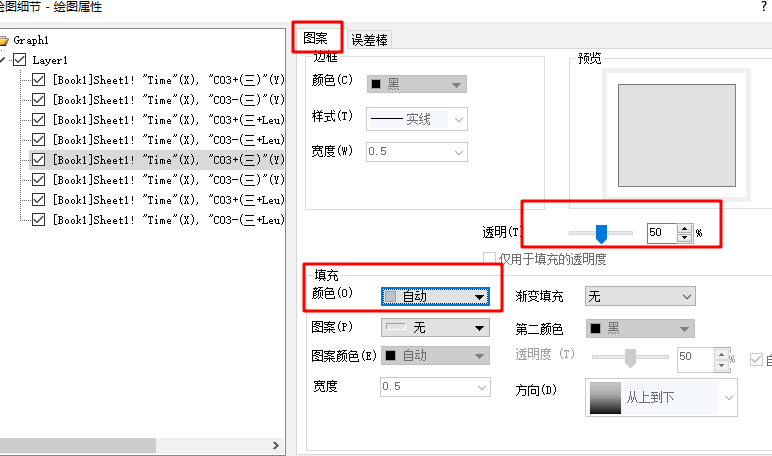 绘图细节 - 绘图属性
?
Graph1
Layer1
[Book1]Sheet1! "Time"(X), "CO3+(三)"(Y)
[Book1]Sheet1! "Time"(X), "CO3-(三)"(Y)
[Book1]Sheet1! "Time"(X), "CO3+(三+Leu)
[Book1]Sheet1! "Time"(X), "CO3-(三+Leu)
[Book1]Sheet1! "Time"(X), "CO3+(三)"(Y)
[Book1]Sheet1! "Time"(X), "CO3-(三)"(Y)
[Book1]Sheet1! "Time"(X), "CO3+(三+Leu)
[Book1]Sheet1! "Time"(X), "CO3-(三+Leu)
图案 误差棒
边框
颜色(C) 黑
样式(T) 实线
宽度(W) 0.5
预览
透明(T) 50 %
仅用于填充的透明度
填充
颜色(O) 自动
图案(P) 无
图案颜色(E) 自动
宽度 0.5
渐变填充 无
第二颜色 黑
透明度 (T) 50 %
方向(D) 从上到下